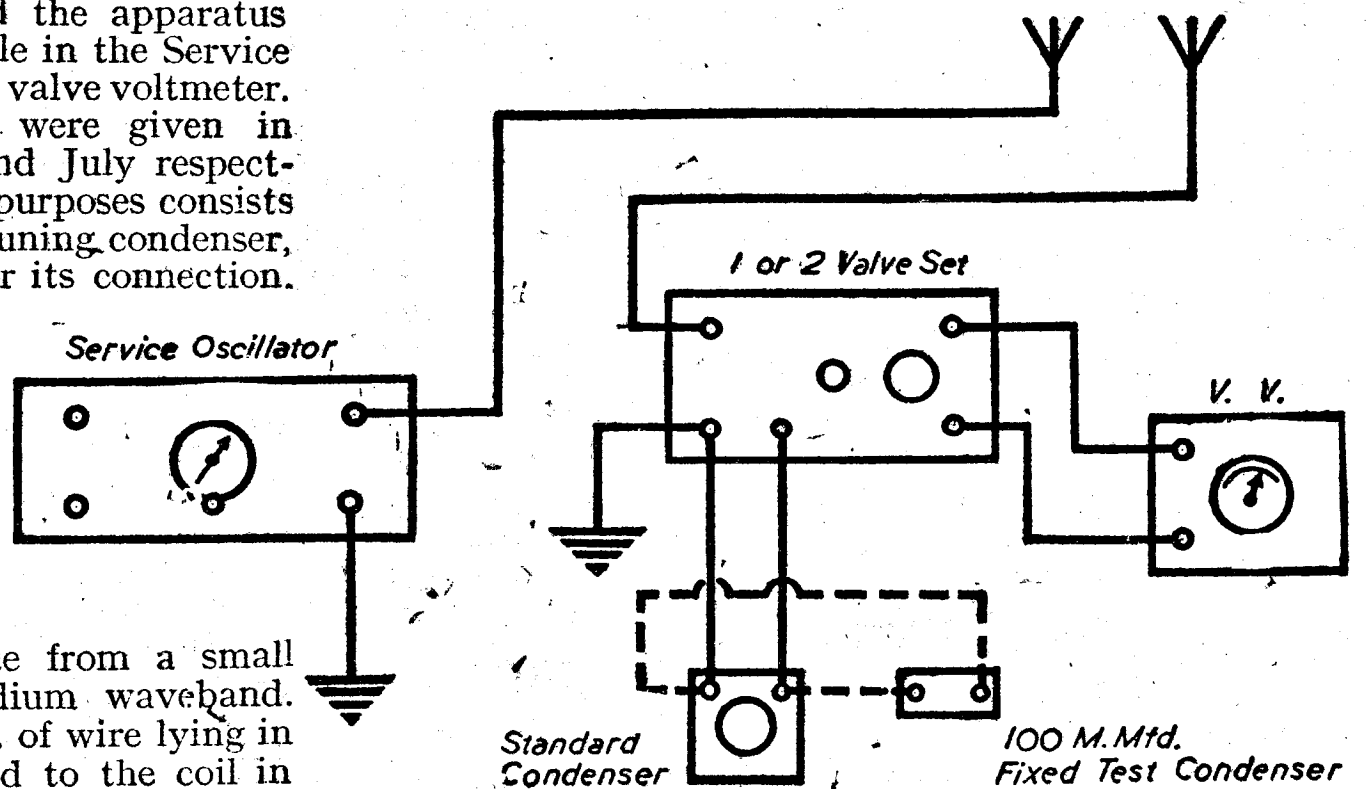 d the apparatus
le in the Service
valve voltmeter.
were given in
nd July respect-
purposes consists
uning condenser,
r its connection.
1 or 2 Valve Set
Service Oscillator
V. V.
e from a small
dium waveband.
of wire lying in
d to the coil in
Standard
Condenser
100 M.Mfd.
Fixed Test Condenser